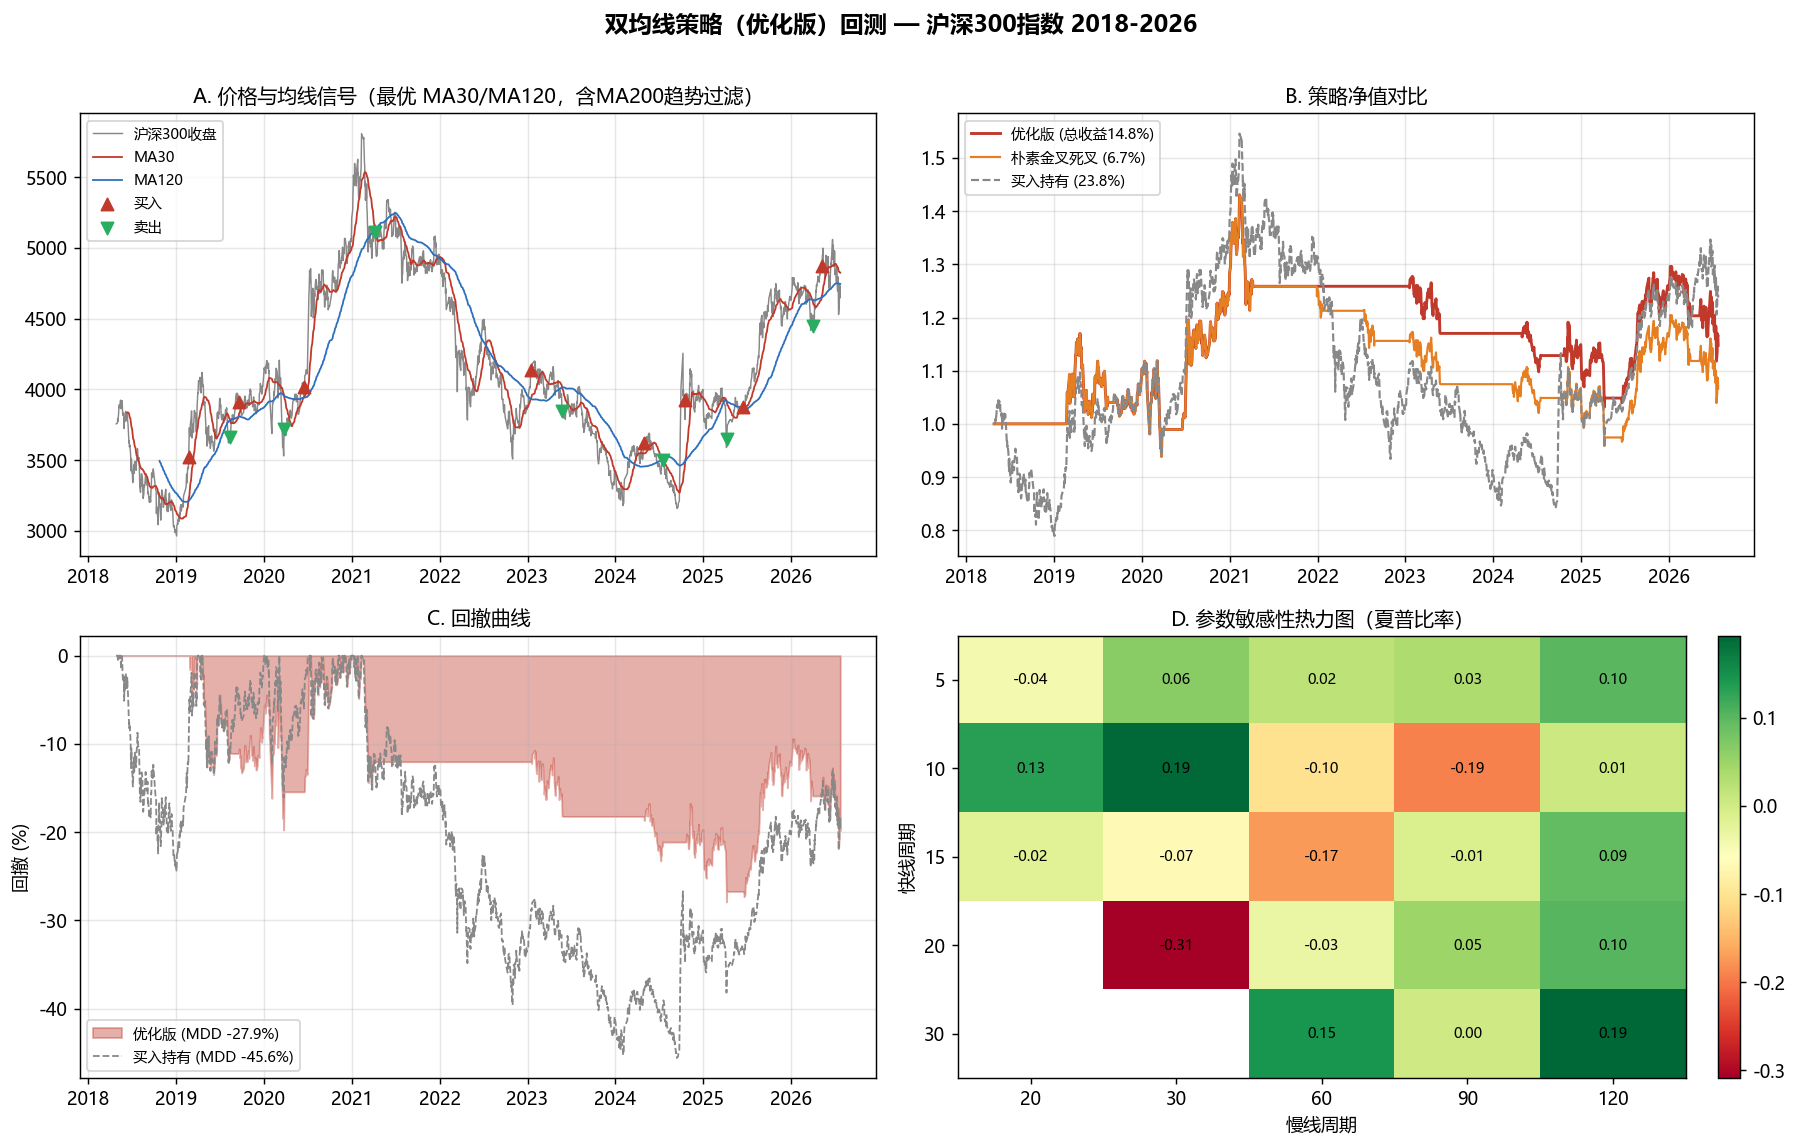 双均线策略（优化版）回测 — 沪深300指数 2018-2026
A. 价格与均线信号（最优 MA30/MA120，含MA200趋势过滤）
沪深300收盘
MA30
MA120
买入
卖出
5500
5000
4500
4000
3500
3000
2018 2019 2020 2021 2022 2023 2024 2025 2026
B. 策略净值对比
优化版 (总收益14.8%)
朴素金叉死叉 (6.7%)
买入持有 (23.8%)
1.5
1.4
1.3
1.2
1.1
1.0
0.9
0.8
2018 2019 2020 2021 2022 2023 2024 2025 2026
C. 回撤曲线
回撤 (%)
0
-10
-20
-30
-40
优化版 (MDD -27.9%)
买入持有 (MDD -45.6%)
2018 2019 2020 2021 2022 2023 2024 2025 2026
D. 参数敏感性热力图（夏普比率）
快线周期
5 -0.04 0.06 0.02 0.03 0.10
10 0.13 0.19 -0.10 -0.19 0.01
15 -0.02 -0.07 -0.17 -0.01 0.09
20 -0.31 -0.03 0.05 0.10
30 0.15 0.00 0.19
20 30 60 90 120
慢线周期
0.1
0.0
-0.1
-0.2
-0.3